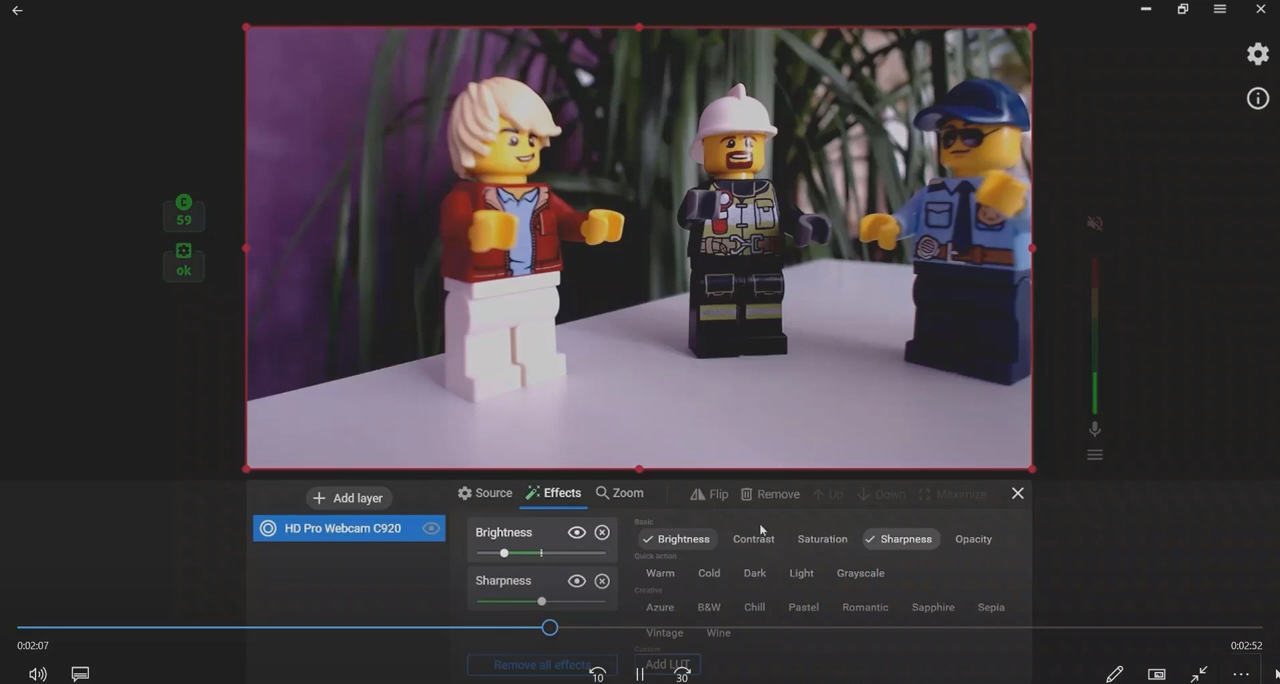 C
59
ok
Add layer
Source
Effects
Zoom
Flip
Remove
Up
Down
Maximize
HD Pro Webcam C920
Brightness
Sharpness
Basic
Brightness
Contrast
Saturation
Sharpness
Opacity
Quick action
Warm
Cold
Dark
Light
Grayscale
Creative
Azure
B&W
Chill
Pastel
Romantic
Sapphire
Sepia
Vintage
Wine
Custom
Add LUT
Remove all effects
0:02:07
0:02:52
10
30